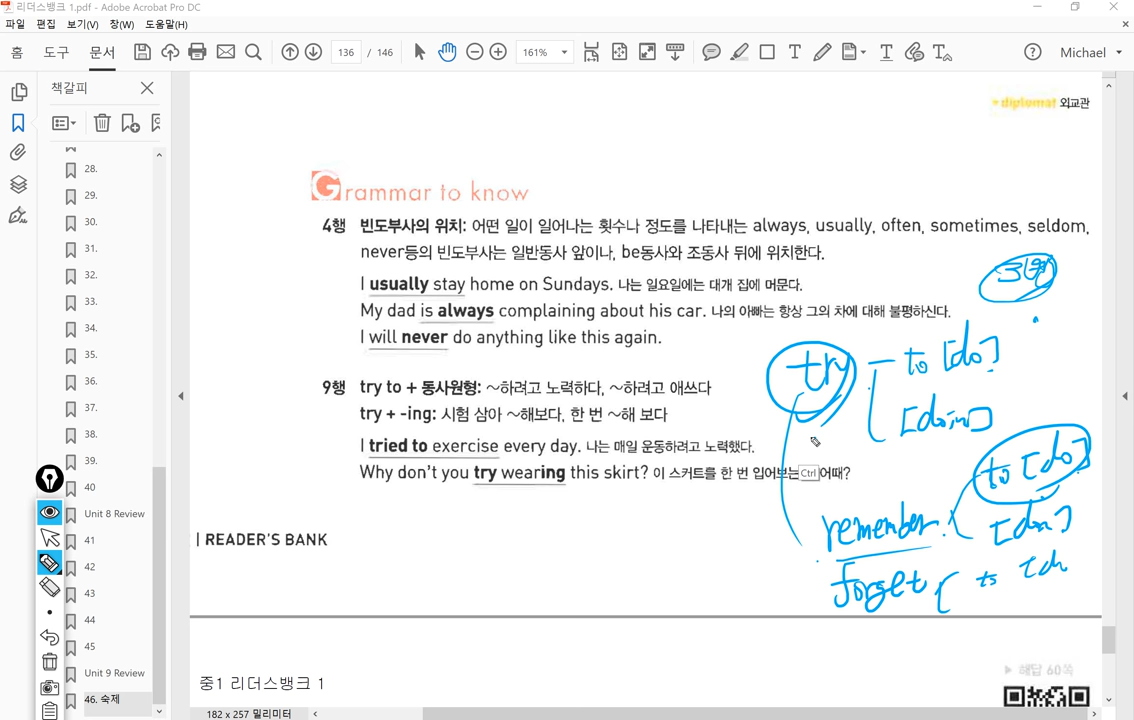 리더스뱅크 1.pdf - Adobe Acrobat Pro DC
파일 편집 보기(V) 창(W) 도움말(H)
홈 도구 문서 136 / 146 161% Michael
책갈피
28.
29.
30.
31.
32.
33.
34.
35.
36.
37.
38.
39.
40
Unit 8 Review
41
42
43
44
45
Unit 9 Review
46. 숙제
diplomat 외교관
Grammar to know
4행 빈도부사의 위치: 어떤 일이 일어나는 횟수나 정도를 나타내는 always, usually, often, sometimes, seldom,
never등의 빈도부사는 일반동사 앞이나, be동사와 조동사 뒤에 위치한다.
I usually stay home on Sundays. 나는 일요일에는 대개 집에 머문다.
My dad is always complaining about his car. 나의 아빠는 항상 그의 차에 대해 불평하신다.
I will never do anything like this again.
9행 try to + 동사원형: ~하려고 노력하다, ~하려고 애쓰다
try + -ing: 시험 삼아 ~해보다, 한 번 ~해 보다
I tried to exercise every day. 나는 매일 운동하려고 노력했다.
Why don't you try wearing this skirt? 이 스커트를 한 번 입어보는 Ctrl 어때?
try to [do]
to [do]
remember
forget to
| READER'S BANK
▶ 해답 60쪽
중1 리더스뱅크 1
182 x 257 밀리미터